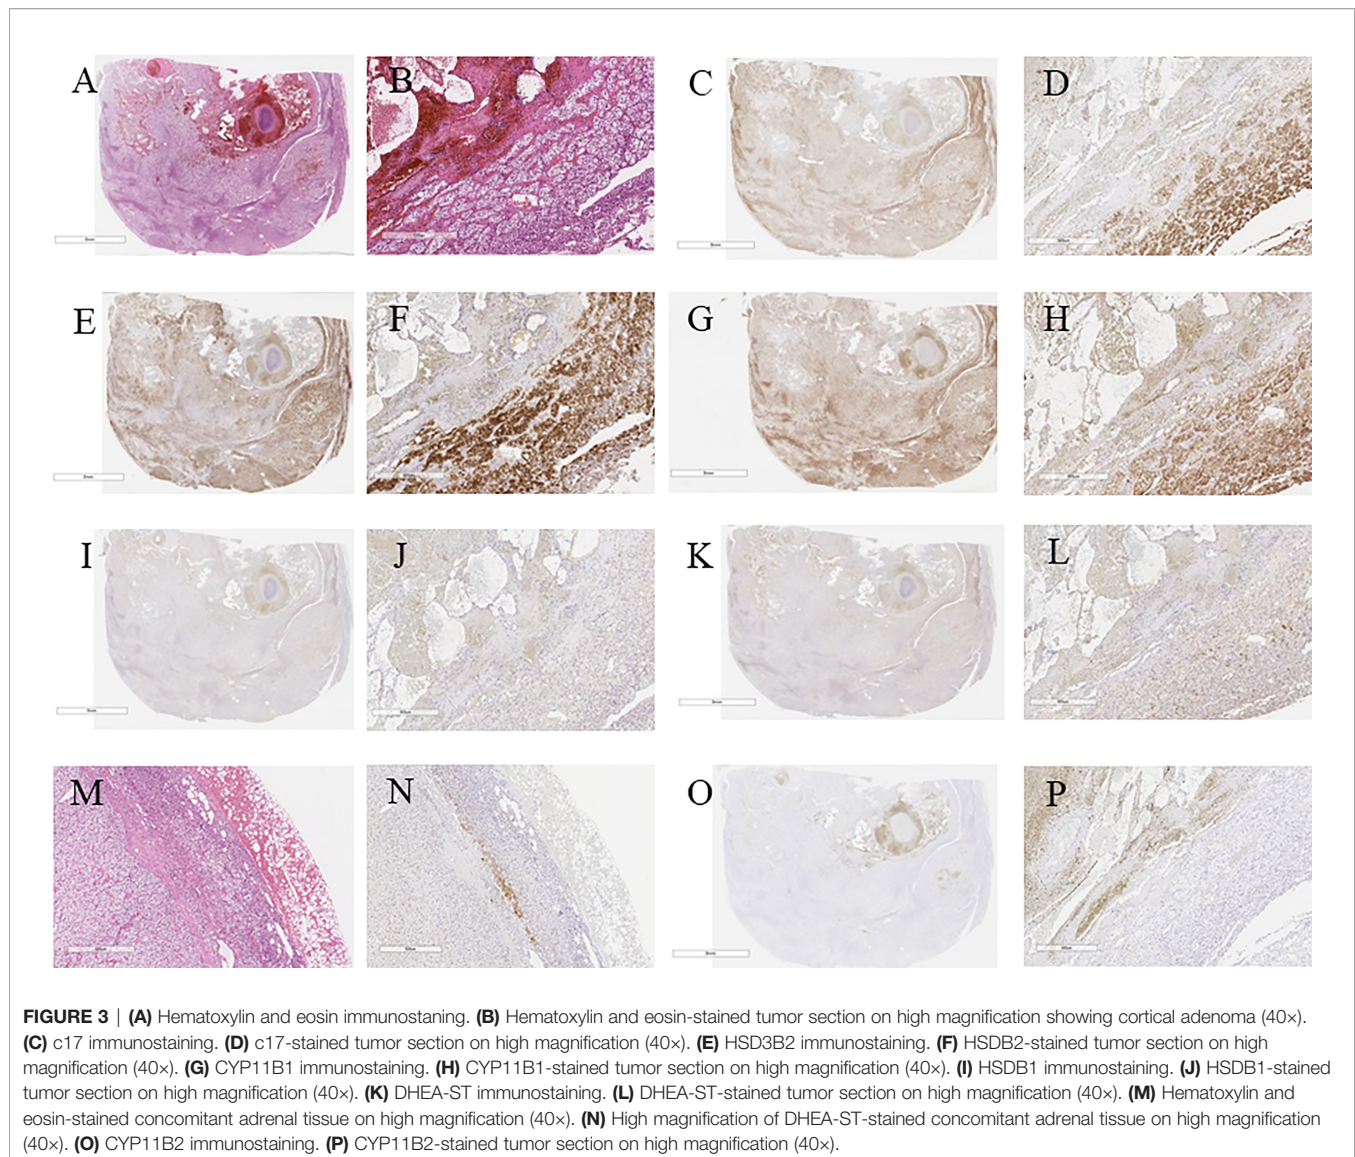 A
B
C
D
E
F
G
H
I
J
K
L
M
N
O
P
FIGURE 3 | (A) Hematoxylin and eosin immunostaning. (B) Hematoxylin and eosin-stained tumor section on high magnification showing cortical adenoma (40×).
(C) c17 immunostaining. (D) c17-stained tumor section on high magnification (40×). (E) HSD3B2 immunostaining. (F) HSDB2-stained tumor section on high
magnification (40×). (G) CYP11B1 immunostaining. (H) CYP11B1-stained tumor section on high magnification (40×). (I) HSDB1 immunostaining. (J) HSDB1-stained
tumor section on high magnification (40×). (K) DHEA-ST immunostaining. (L) DHEA-ST-stained tumor section on high magnification (40×). (M) Hematoxylin and
eosin-stained concomitant adrenal tissue on high magnification (40×). (N) High magnification of DHEA-ST-stained concomitant adrenal tissue on high magnification
(40×). (O) CYP11B2 immunostaining. (P) CYP11B2-stained tumor section on high magnification (40×).